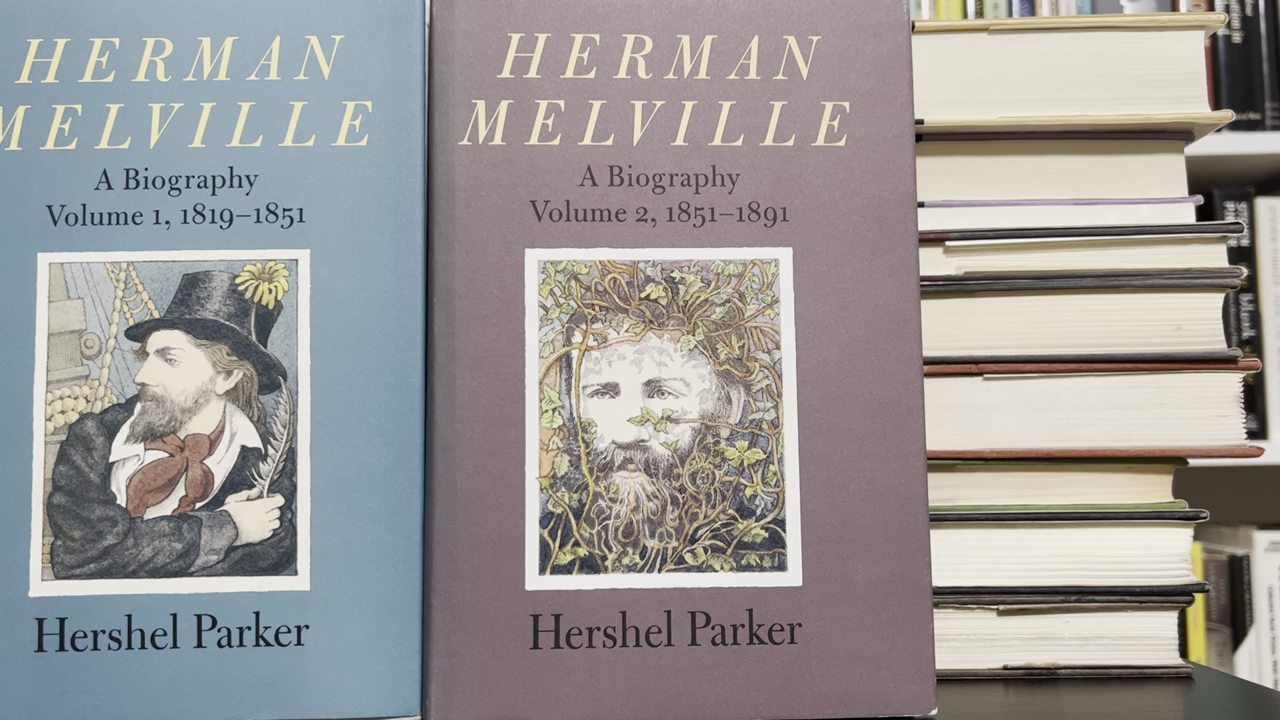 HERMAN
MELVILLE
A Biography
Volume 1, 1819–1851
Hershel Parker
HERMAN
MELVILLE
A Biography
Volume 2, 1851–1891
Hershel Parker